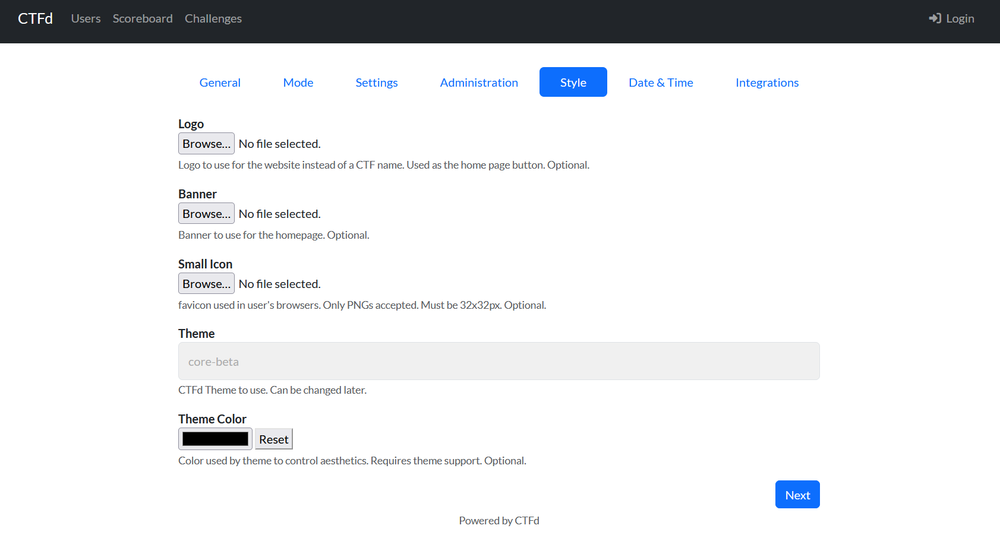 CTFd Users Scoreboard Challenges Login
General Mode Settings Administration Style Date & Time Integrations
Logo
Browse... No file selected.
Logo to use for the website instead of a CTF name. Used as the home page button. Optional.
Banner
Browse... No file selected.
Banner to use for the homepage. Optional.
Small Icon
Browse... No file selected.
favicon used in user's browsers. Only PNGs accepted. Must be 32x32px. Optional.
Theme
core-beta
CTFd Theme to use. Can be changed later.
Theme Color
Reset
Color used by theme to control aesthetics. Requires theme support. Optional.
Next
Powered by CTFd